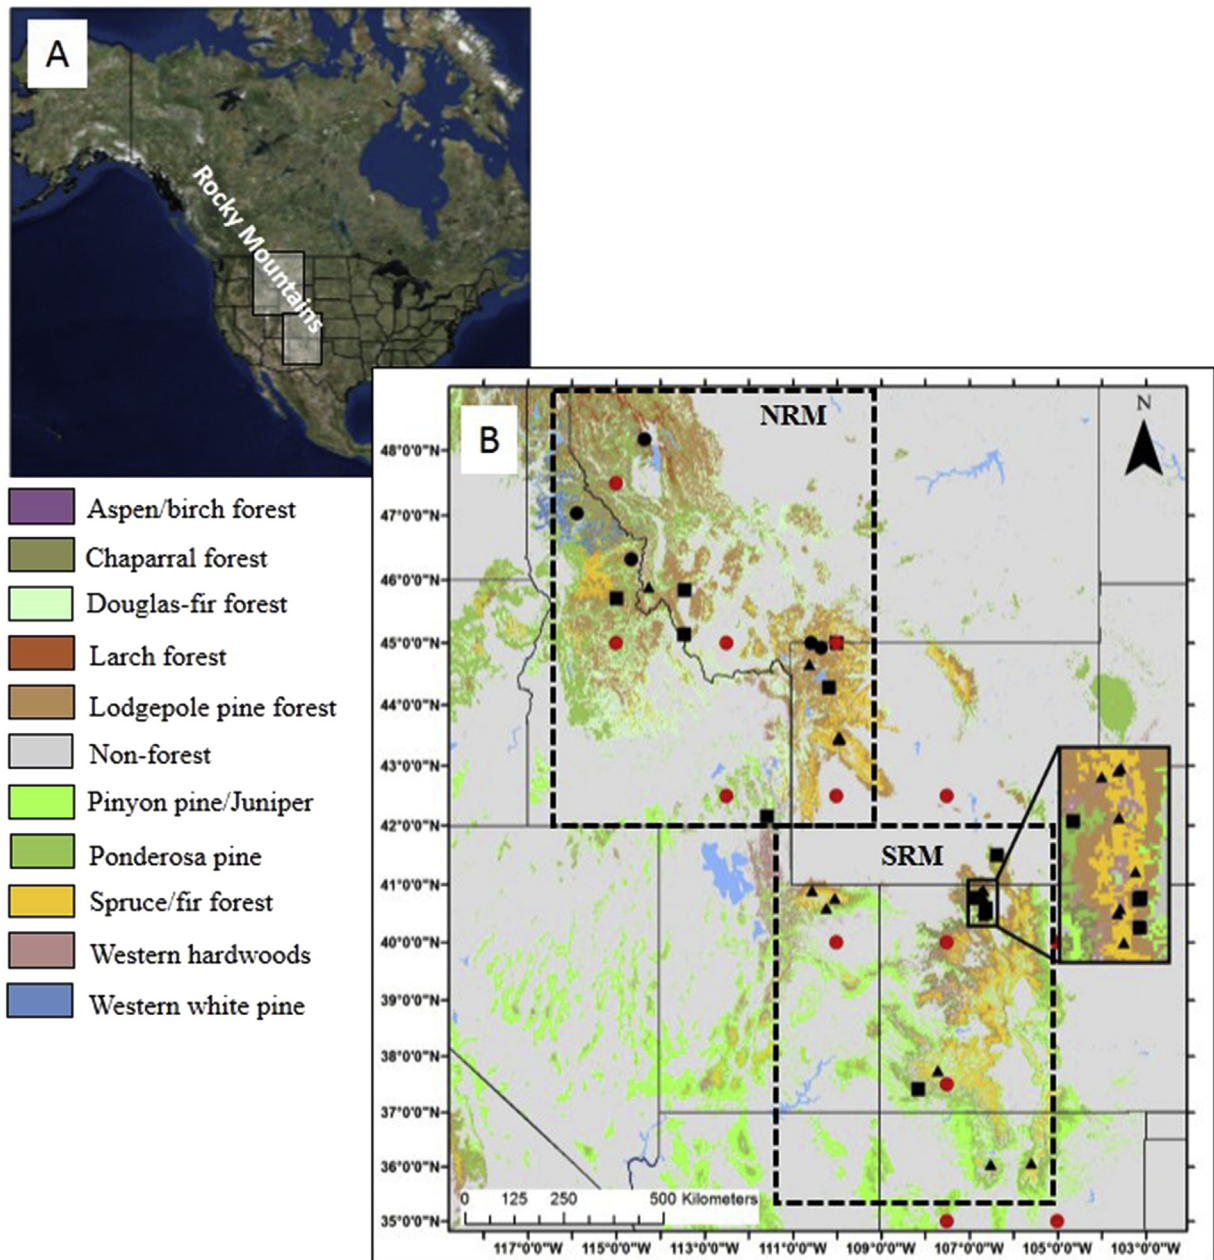 A
Rocky Mountains
Aspen/birch forest
Chaparral forest
Douglas-fir forest
Larch forest
Lodgepole pine forest
Non-forest
Pinyon pine/Juniper
Ponderosa pine
Spruce/fir forest
Western hardwoods
Western white pine
B
NRM
N
SRM
48°0'0"N
47°0'0"N
46°0'0"N
45°0'0"N
44°0'0"N
43°0'0"N
42°0'0"N
41°0'0"N
40°0'0"N
39°0'0"N
38°0'0"N
37°0'0"N
36°0'0"N
35°0'0"N
0 125 250 500 Kilometers
117°0'0"W 115°0'0"W 113°0'0"W 111°0'0"W 109°0'0"W 107°0'0"W 105°0'0"W 103°0'0"W